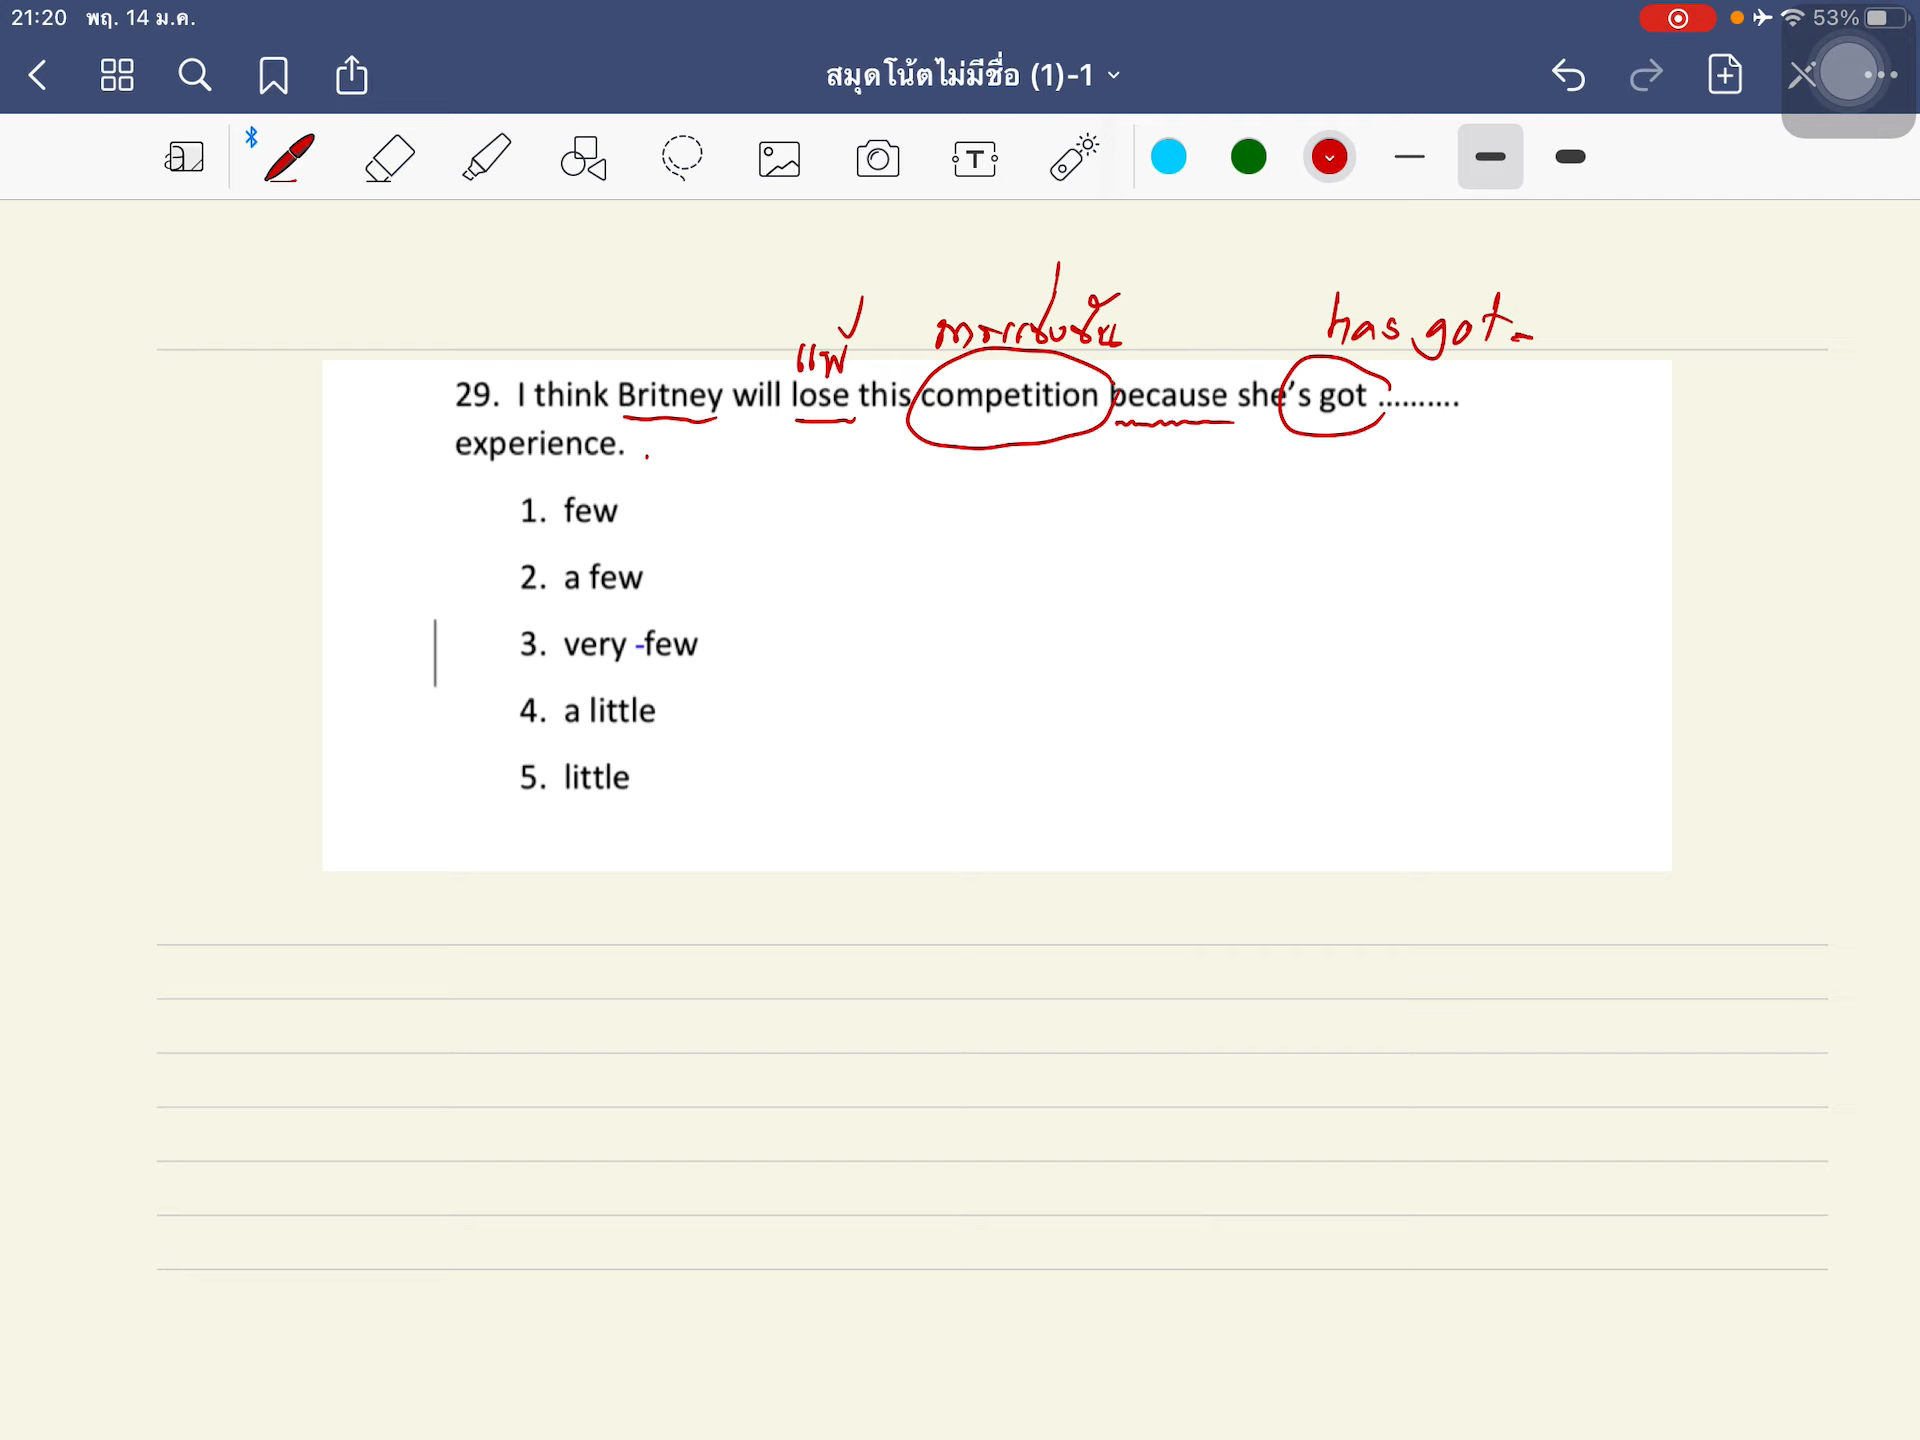 21:20 พฤ. 14 ม.ค.
53%
สมุดโน้ตไม่มีชื่อ (1)-1
แพ้ การแข่งขัน has got
29. I think Britney will lose this competition because she's got ..........
experience.
1. few
2. a few
3. very -few
4. a little
5. little